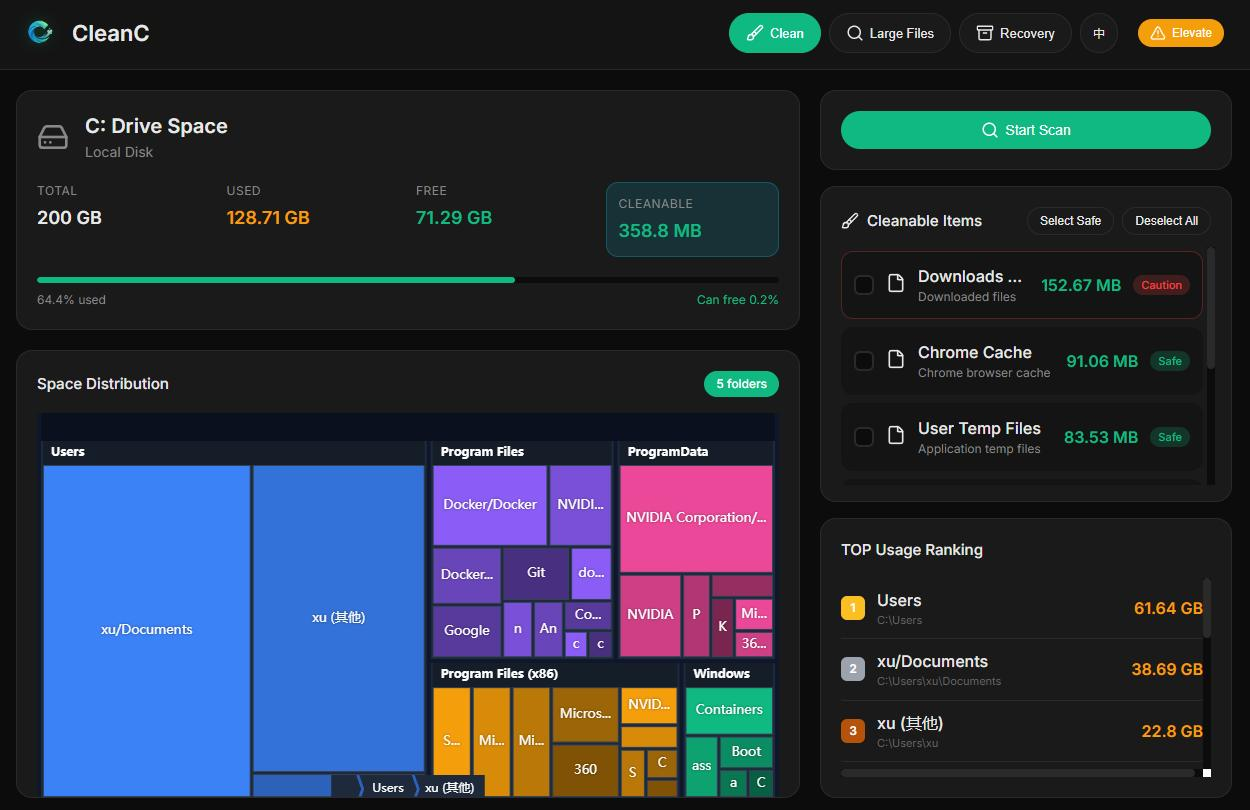 CleanC
Clean
Large Files
Recovery
中
Elevate
C: Drive Space
Local Disk
TOTAL
USED
FREE
CLEANABLE
200 GB
128.71 GB
71.29 GB
358.8 MB
64.4% used
Can free 0.2%
Start Scan
Cleanable Items
Select Safe
Deselect All
Downloads ...
Downloaded files
152.67 MB
Caution
Chrome Cache
Chrome browser cache
91.06 MB
Safe
User Temp Files
Application temp files
83.53 MB
Safe
Space Distribution
5 folders
Users
xu/Documents
xu (其他)
Program Files
Docker/Docker
NVIDI...
Docker...
Git
do...
Google
n
An
Co...
c
c
ProgramData
NVIDIA Corporation/...
NVIDIA
P
K
Mi...
36...
Program Files (x86)
S...
Mi...
Mi...
Micros...
360
NVID...
S
C
Windows
Containers
ass
Boot
a
C
Users
xu (其他)
TOP Usage Ranking
1
Users
C:\Users
61.64 GB
2
xu/Documents
C:\Users\xu\Documents
38.69 GB
3
xu (其他)
C:\Users\xu
22.8 GB